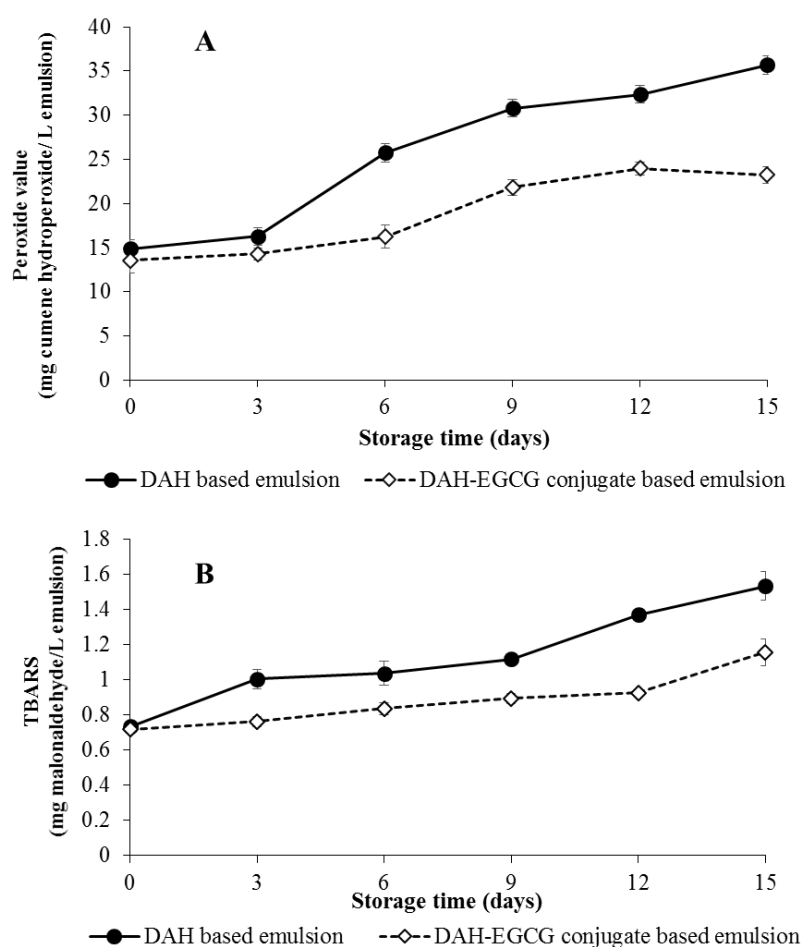 A
40
35
30
25
20
15
10
5
0
Peroxide value
(mg cumene hydroperoxide/ L emulsion)
0 3 6 9 12 15
Storage time (days)
DAH based emulsion DAH-EGCG conjugate based emulsion
B
1.8
1.6
1.4
1.2
1
0.8
0.6
0.4
0.2
0
TBARS
(mg malonaldehyde/L emulsion)
0 3 6 9 12 15
Storage time (days)
DAH based emulsion DAH-EGCG conjugate based emulsion